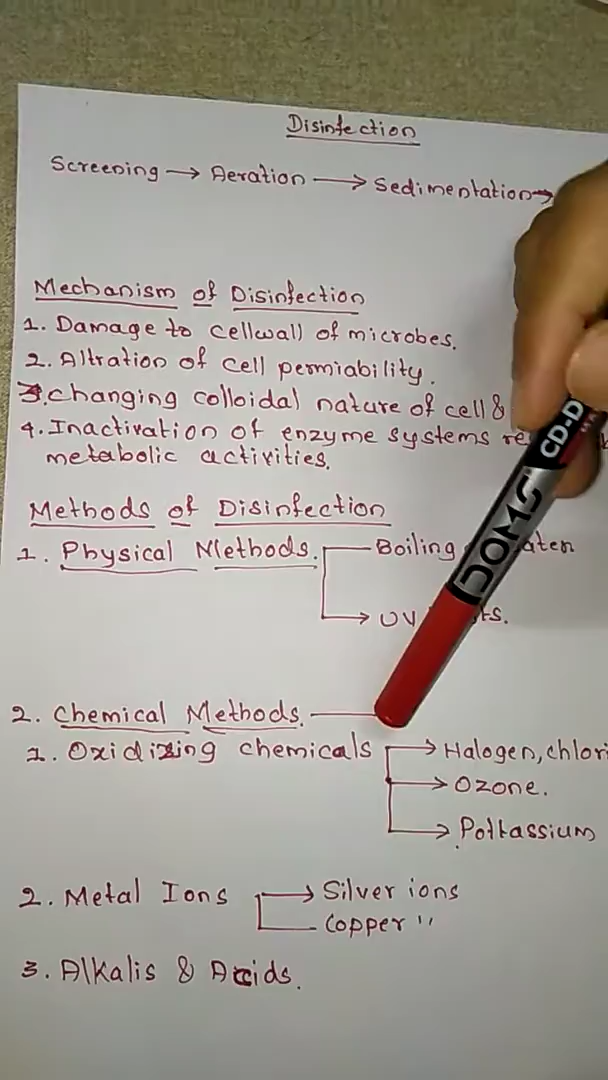 Disinfection
Screening → Aeration → Sedimentation →
Mechanism of Disinfection
1. Damage to cellwall of microbes.
2. Altration of cell permiability.
3. changing colloidal nature of cell &
4. Inactivation of enzyme systems
metabolic activities.
Methods of Disinfection
1. Physical Methods. Boiling
UV
2. Chemical Methods.
1. Oxidizing chemicals → Halogen,
→ Ozone.
→ Pottassium
2. Metal Ions → Silver ions
Copper "
3. Alkalis & Acids.
DOMS
CD-D